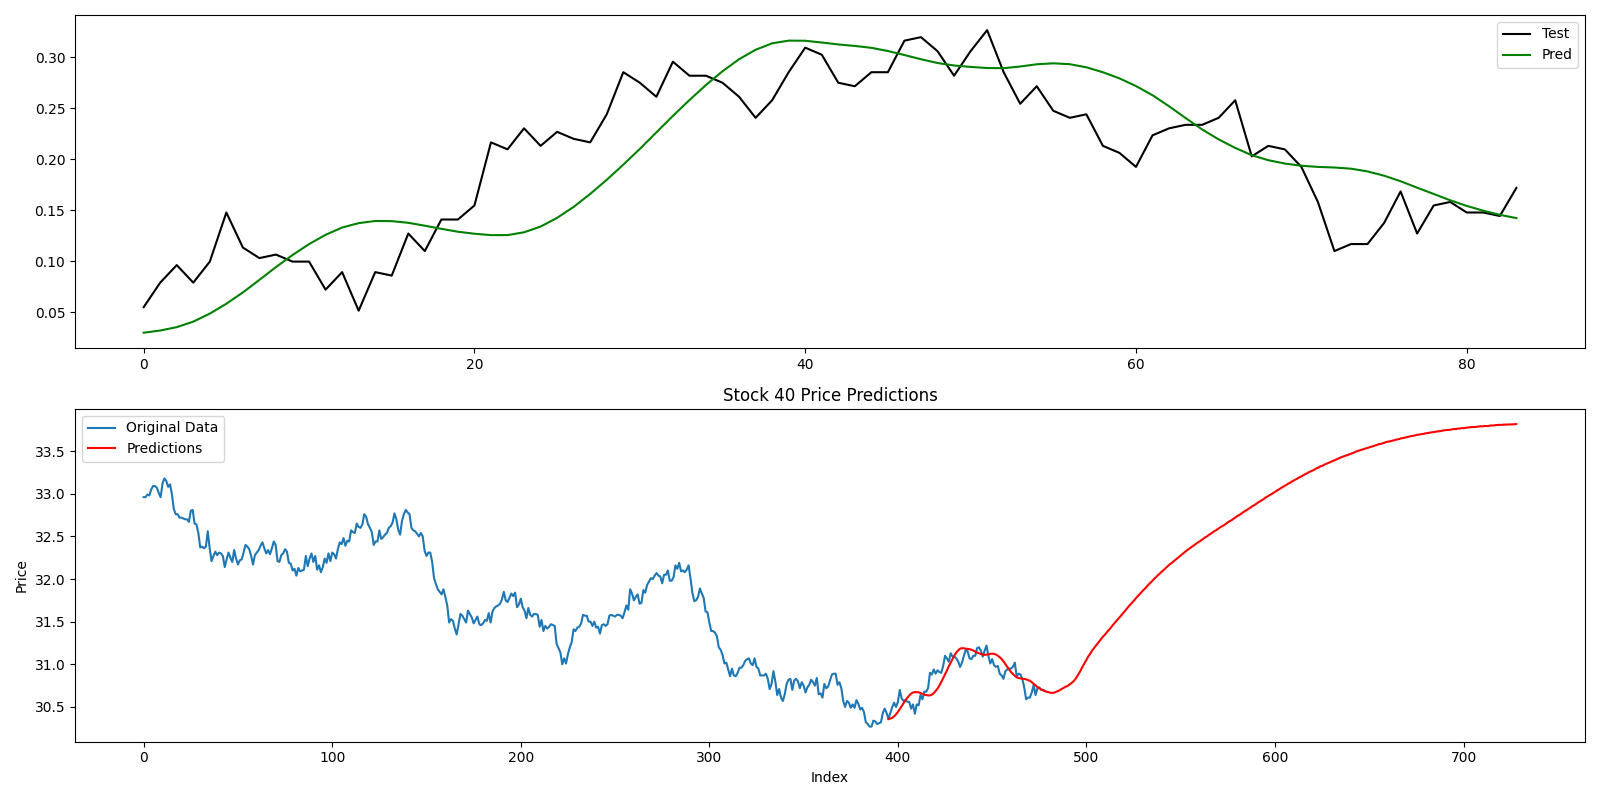 Test
Pred
0.30
0.25
0.20
0.15
0.10
0.05
0 20 40 60 80
Stock 40 Price Predictions
Original Data
Predictions
33.5
33.0
32.5
32.0
31.5
31.0
30.5
Price
0 100 200 300 400 500 600 700
Index